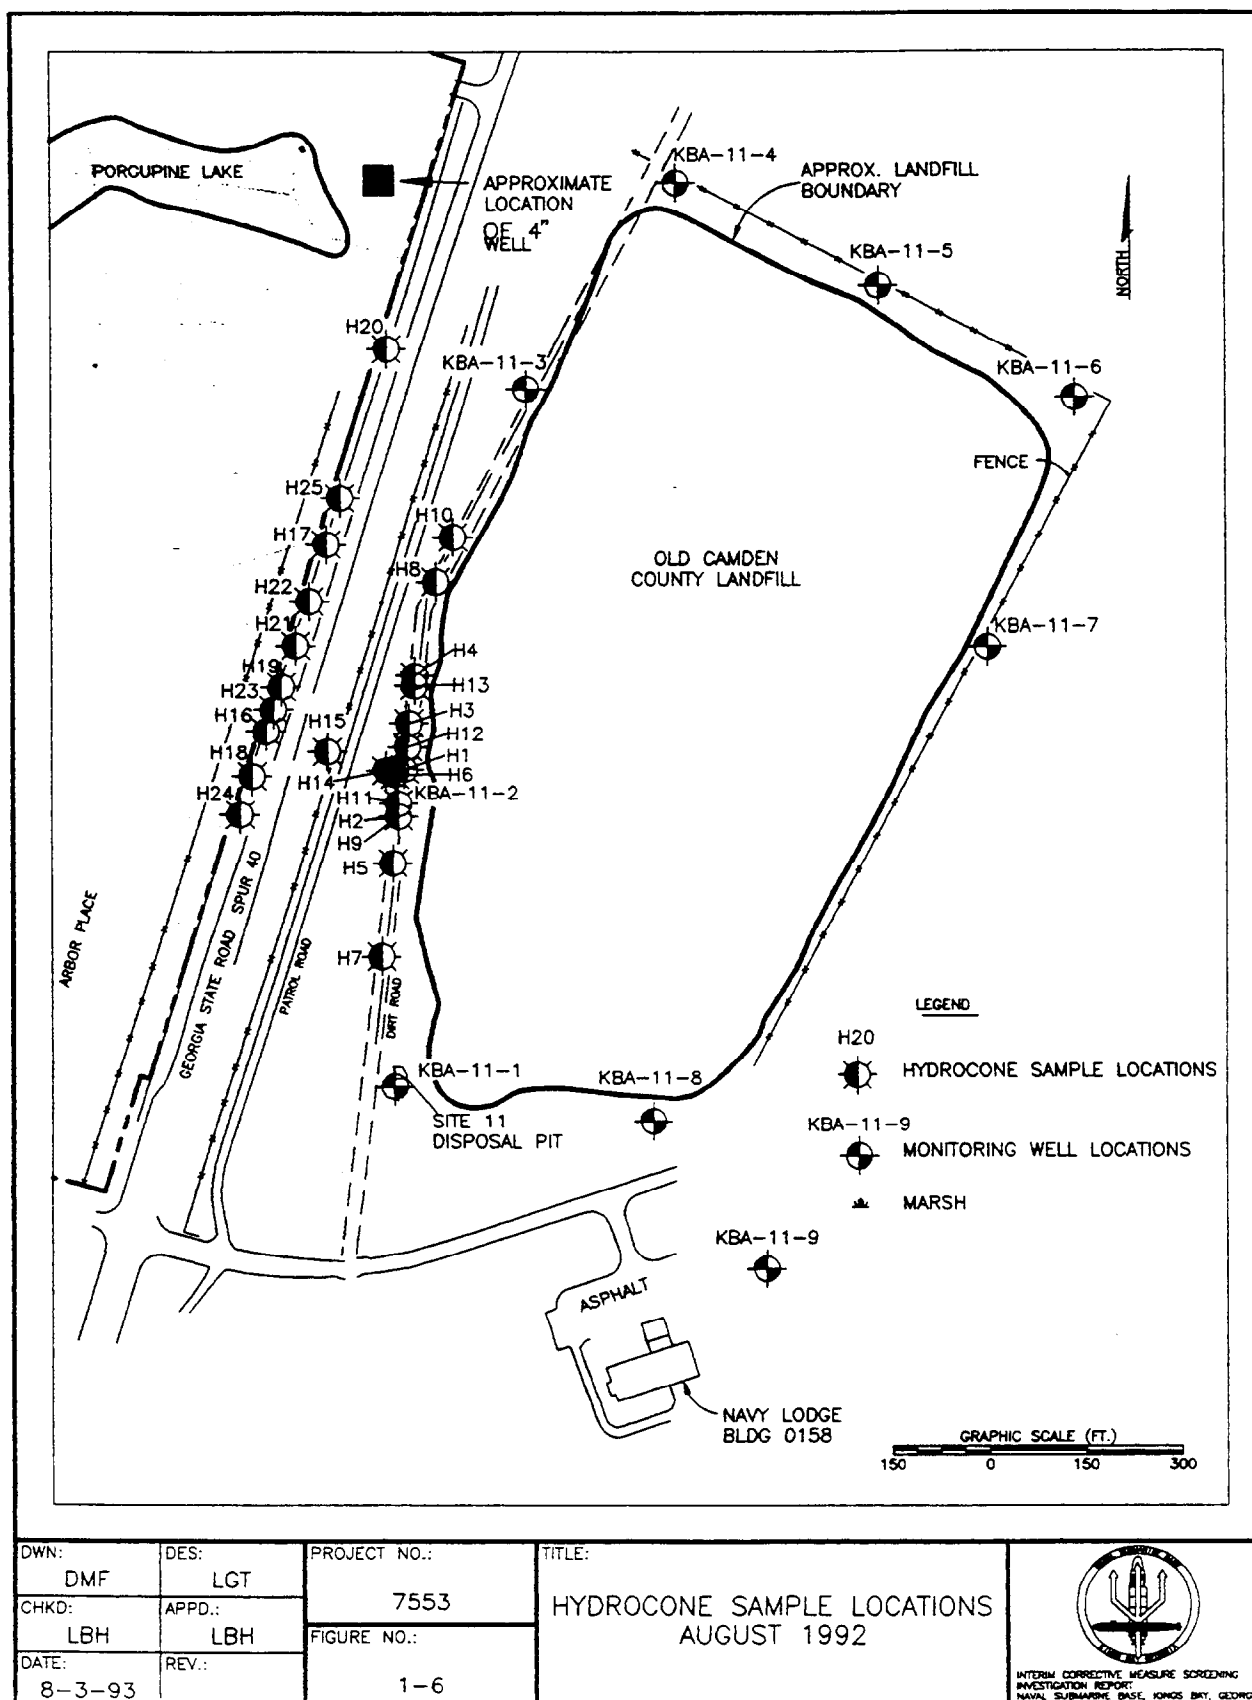 PORCUPINE LAKE
APPROXIMATE
LOCATION
OF 4"
WELL
KBA-11-4
APPROX. LANDFILL
BOUNDARY
KBA-11-5
NORTH
H20
KBA-11-3
KBA-11-6
FENCE
H25
H10
H17
OLD CAMDEN
COUNTY LANDFILL
H8
H22
H21
KBA-11-7
H4
H19
H13
H23
H3
H16
H15
H12
H18
H1
H14
H6
H24
H11
KBA-11-2
H2
H9
H5
ARBOR PLACE
GEORGIA STATE ROAD SPUR 40
PATROL ROAD
H7
DIRT ROAD
LEGEND
H20
HYDROCONE SAMPLE LOCATIONS
KBA-11-1
KBA-11-8
SITE 11
DISPOSAL PIT
KBA-11-9
MONITORING WELL LOCATIONS
MARSH
KBA-11-9
ASPHALT
NAVY LODGE
BLDG 0158
GRAPHIC SCALE (FT.)
150 0 150 300
DWN:
DMF
DES:
LGT
PROJECT NO.:
7553
TITLE:
HYDROCONE SAMPLE LOCATIONS
AUGUST 1992
CHKD:
LBH
APPD.:
LBH
FIGURE NO.:
1-6
DATE:
8-3-93
REV.:
INTERIM CORRECTIVE MEASURE SCREENING
INVESTIGATION REPORT
NAVAL SUBMARINE BASE, KINGS BAY, GEORG